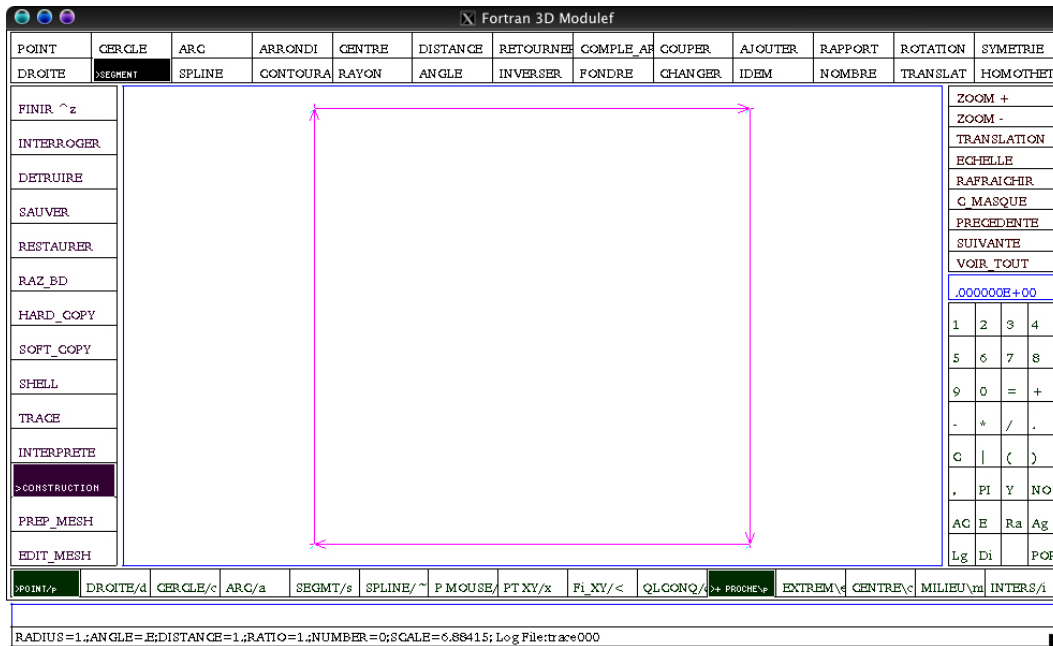 Fortran 3D Modulef
POINT CERCLE ARC ARRONDI CENTRE DISTANCE RETOURNER COMPLE_AR COUPER AJOUTER RAPPORT ROTATION SYMETRIE
DROITE >SEGMENT SPLINE CONTOURA RAYON ANGLE INVERSER FONDRE CHANGER IDEM NOMBRE TRANSLAT HOMOTHET
FINIR ^z
INTERROGER
DETRUIRE
SAUVER
RESTAURER
RAZ_BD
HARD_COPY
SOFT_COPY
SHELL
TRACE
INTERPRETE
>CONSTRUCTION
PREP_MESH
EDIT_MESH
ZOOM +
ZOOM -
TRANSLATION
ECHELLE
RAFRAICHIR
C_MASQUE
PRECEDENTE
SUIVANTE
VOIR_TOUT
.000000E+00
1 2 3 4
5 6 7 8
9 0 = +
- * / .
C | ( )
, PI Y NO
AC E Ra Ag
Lg Di POP
>POINT/p DROITE/d CERCLE/c ARC/a SEGMT/s SPLINE/~ P MOUSE/ PT XY/x Fi_XY/< QLCONQ/ >+ PROCHE\p EXTREM\e CENTRE\c MILIEU\m INTERS/i
RADIUS=1.;ANGLE=.E;DISTANCE=1.;RATIO=1.;NUMBER=0;SCALE=6.88415; Log File:trace000